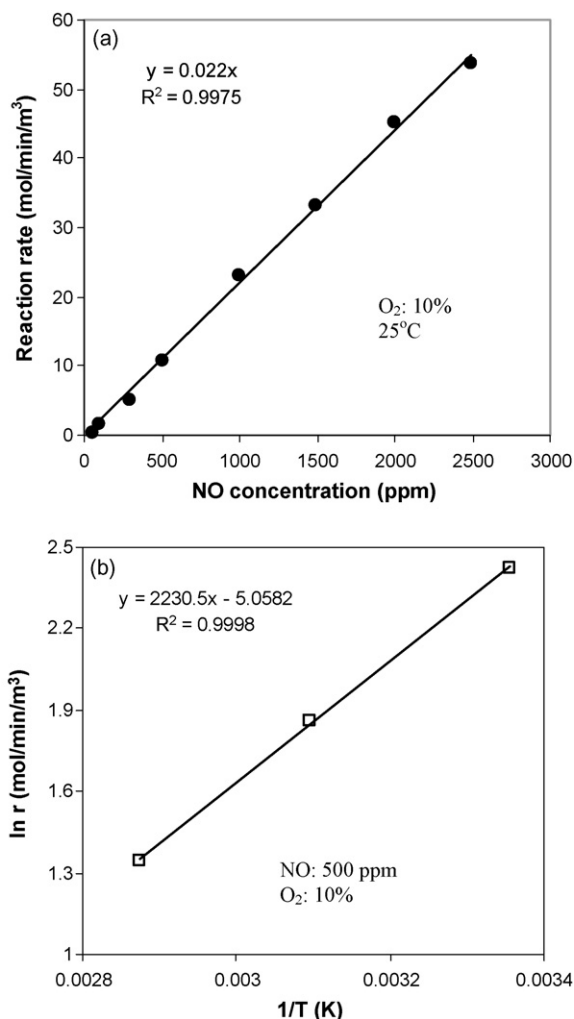 (a)
y = 0.022x
R² = 0.9975
O₂: 10%
25°C
Reaction rate (mol/min/m³)
60
50
40
30
20
10
0
0 500 1000 1500 2000 2500 3000
NO concentration (ppm)
(b)
y = 2230.5x - 5.0582
R² = 0.9998
NO: 500 ppm
O₂: 10%
ln r (mol/min/m³)
2.5
2.2
1.9
1.6
1.3
1
0.0028 0.003 0.0032 0.0034
1/T (K)